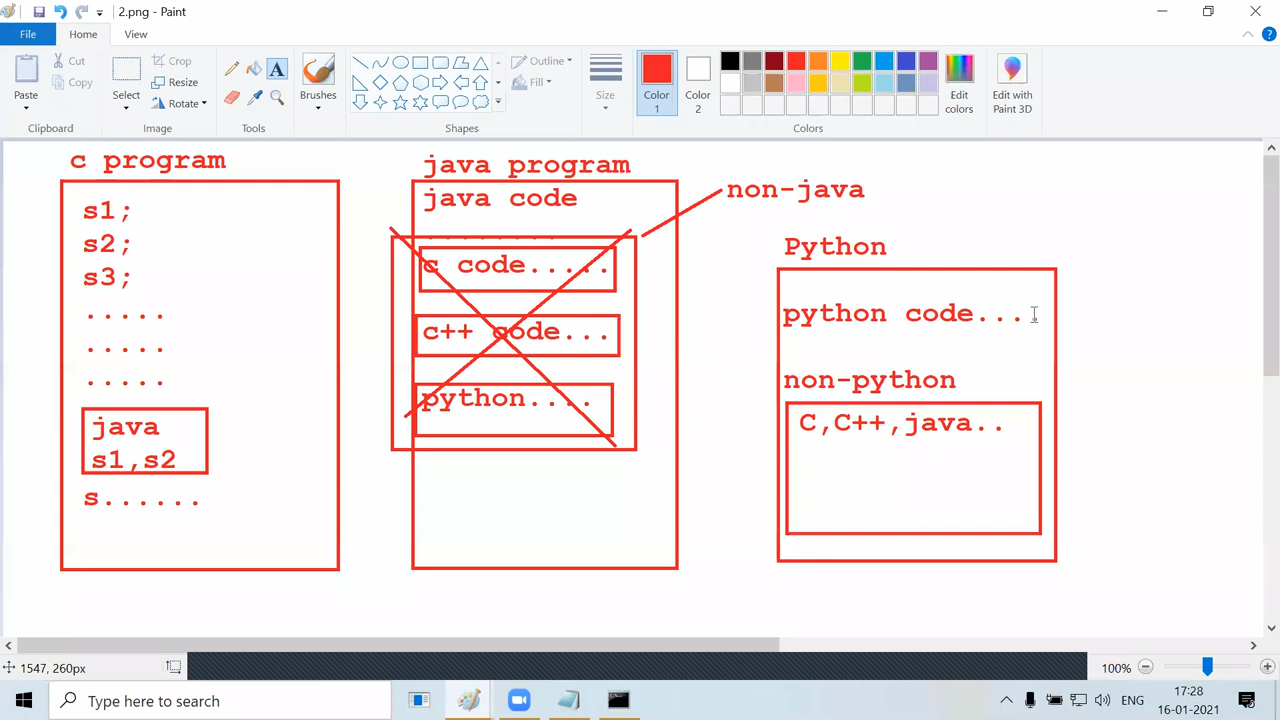 2.png - Paint
File Home View
Paste
Cut
Copy
Clipboard
Select
Crop
Resize
Rotate
Image
A
Tools
Brushes
Outline
Fill
Shapes
Size
Color 1
Color 2
Edit colors
Edit with Paint 3D
Colors
c program
s1;
s2;
s3;
.....
.....
.....
java
s1,s2
s......
java program
java code
........
c code.....
c++ code...
python....
non-java
Python
python code....
non-python
C,C++,java..
1547, 260px
100%
Type here to search
ENG
17:28
16-01-2021